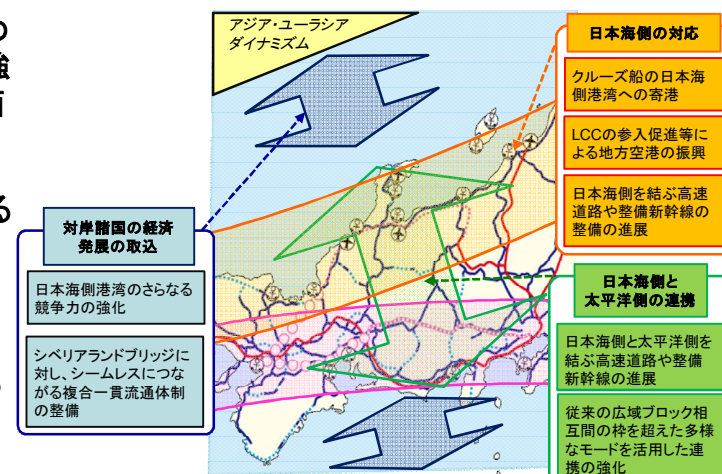 の
強
る
の
アジア・ユーラシア
ダイナミズム
対岸諸国の経済
発展の取込
日本海側港湾のさらなる
競争力の強化
シベリアランドブリッジに
対し、シームレスにつな
がる複合一貫流通体制
の整備
日本海側の対応
クルーズ船の日本海
側港湾への寄港
LCCの参入促進等に
よる地方空港の振興
日本海側を結ぶ高速
道路や整備新幹線の
整備の進展
日本海側と
太平洋側の連携
日本海側と太平洋側を
結ぶ高速道路や整備
新幹線の進展
従来の広域ブロック相
互間の枠を超えた多様
なモードを活用した連
携の強化